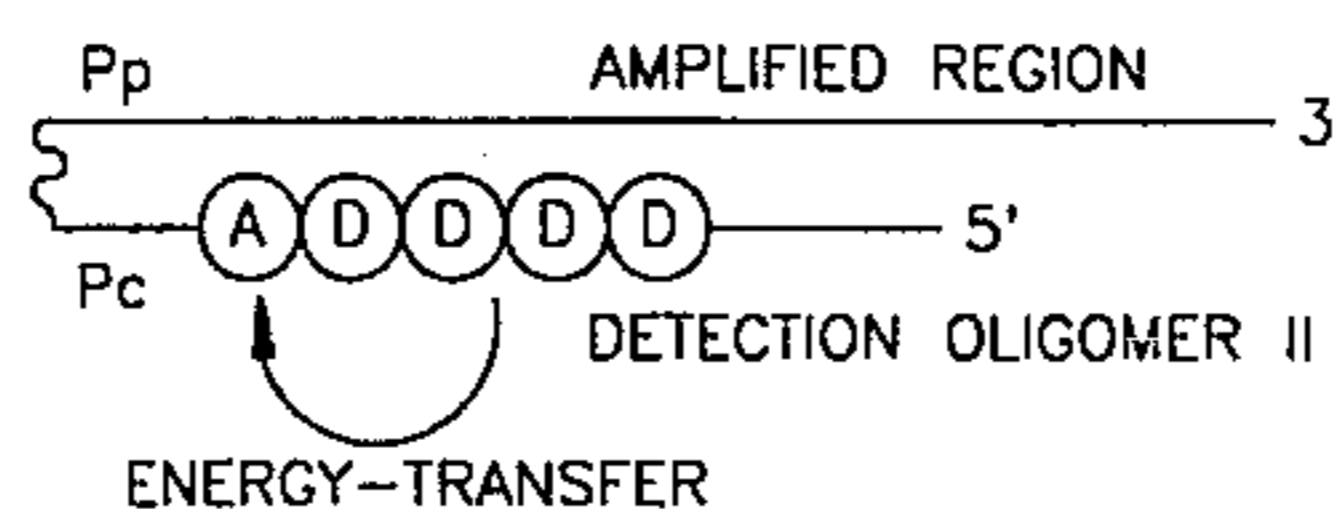 Pp AMPLIFIED REGION
3
A D D D D 5'
Pc
DETECTION OLIGOMER II
ENERGY-TRANSFER